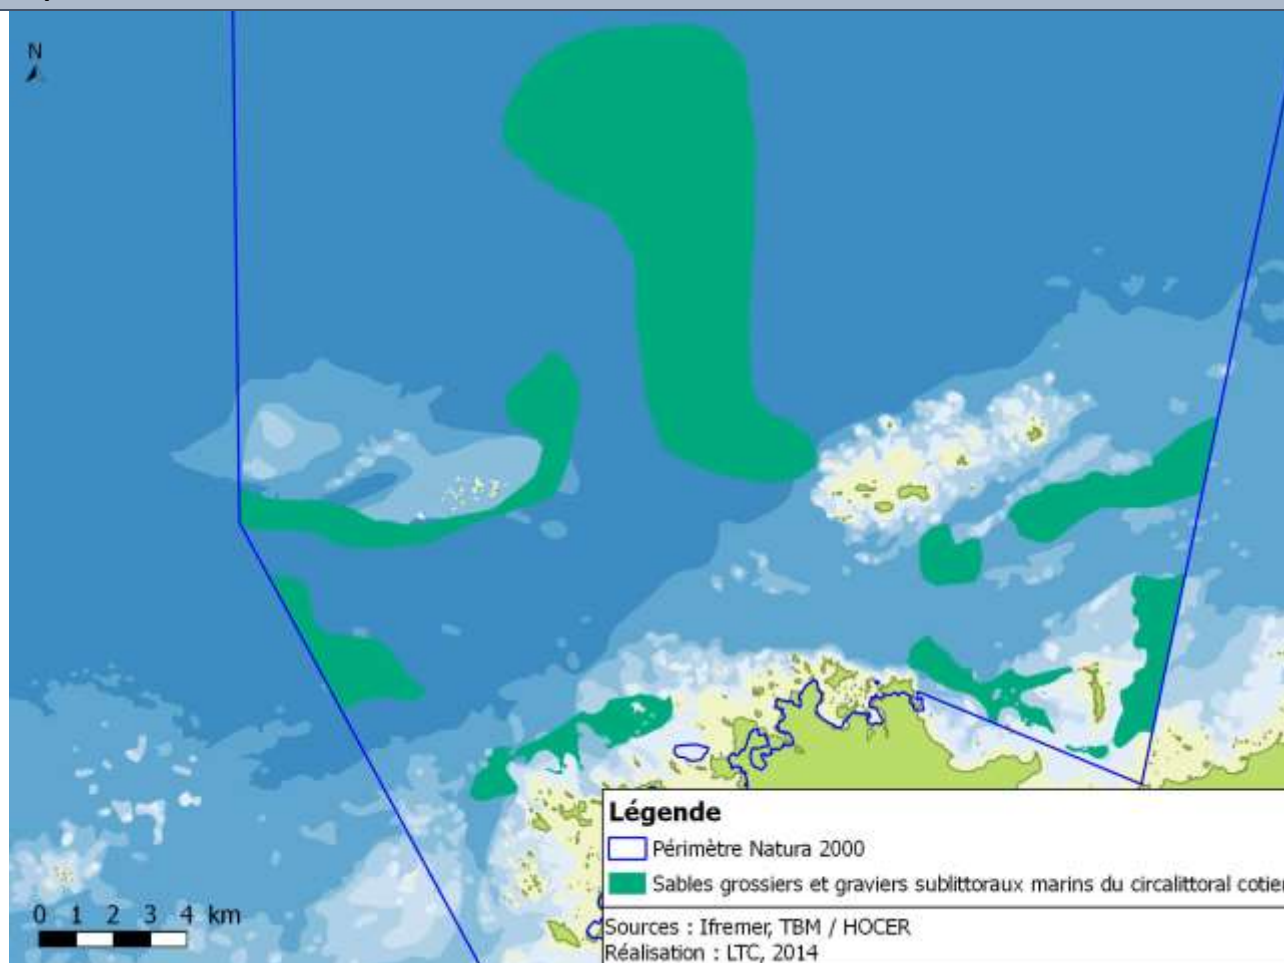 N
Légende
Périmètre Natura 2000
Sables grossiers et graviers sublittoraux marins du circalittoral cotier
0 1 2 3 4 km
Sources : Ifremer, TBM / HOCER
Réalisation : LTC, 2014